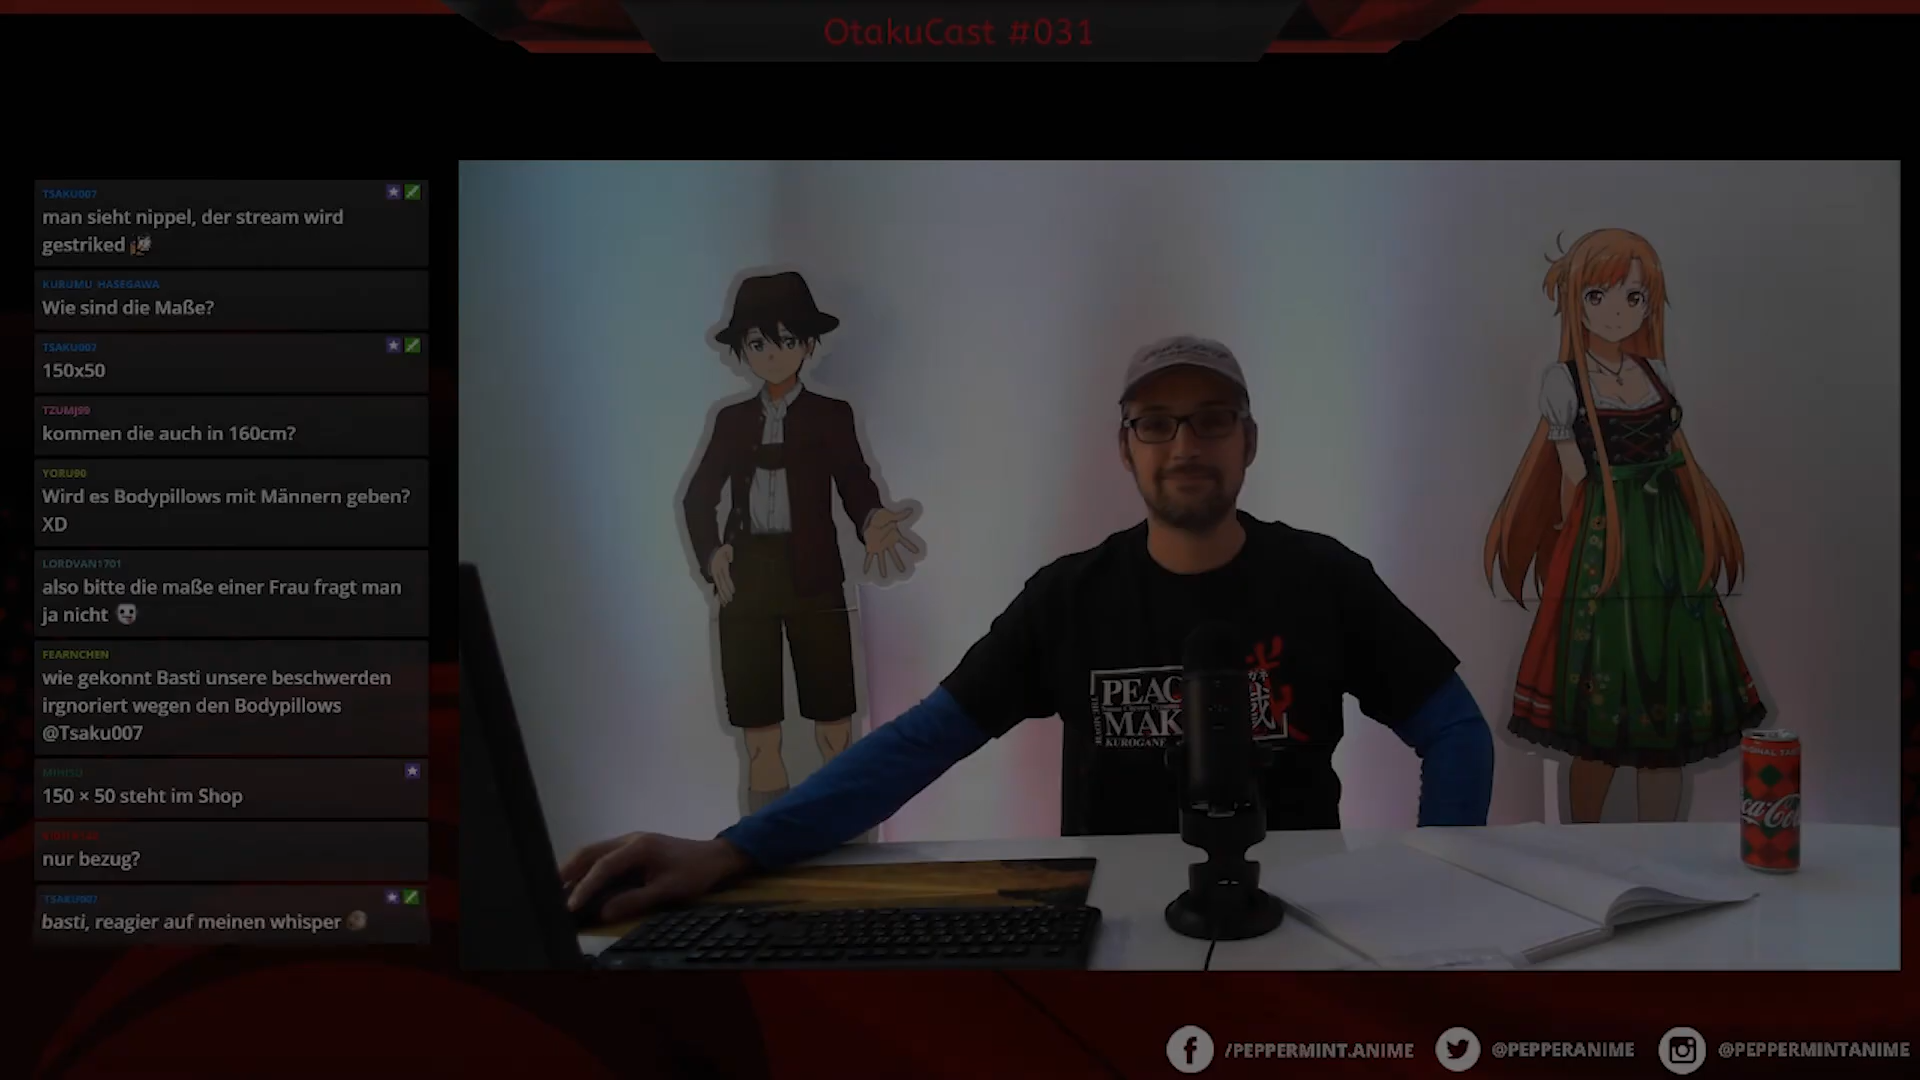 OtakuCast #031
TSAKU007
man sieht nippel, der stream wird
gestriked
KURUMU_HASEGAWA
Wie sind die Maße?
TSAKU007
150x50
TZUMJ99
kommen die auch in 160cm?
YORU90
Wird es Bodypillows mit Männern geben?
XD
LORDVAN1701
also bitte die maße einer Frau fragt man
ja nicht
FEARNCHEN
wie gekonnt Basti unsere beschwerden
irgnoriert wegen den Bodypillows
@Tsaku007
150 × 50 steht im Shop
nur bezug?
TSAKU007
basti, reagier auf meinen whisper
PEAC
MAK
KUROGANE
/PEPPERMINT.ANIME
@PEPPERANIME
@PEPPERMINTANIME